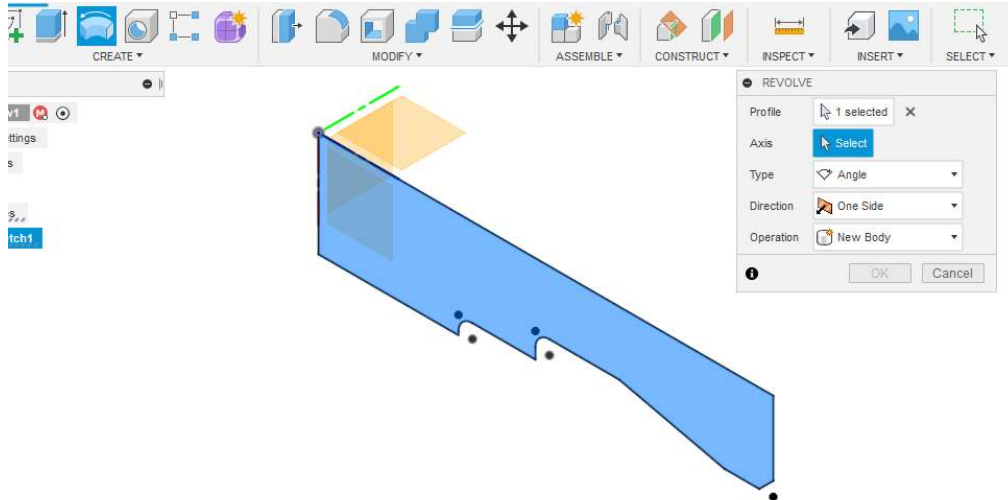 CREATE ▾ MODIFY ▾ ASSEMBLE ▾ CONSTRUCT ▾ INSPECT ▾ INSERT ▾ SELECT ▾
REVOLVE
v1 M
Profile 1 selected ✕
ttings
Axis Select
s
Type Angle
Direction One Side
s
tch1
Operation New Body
OK Cancel